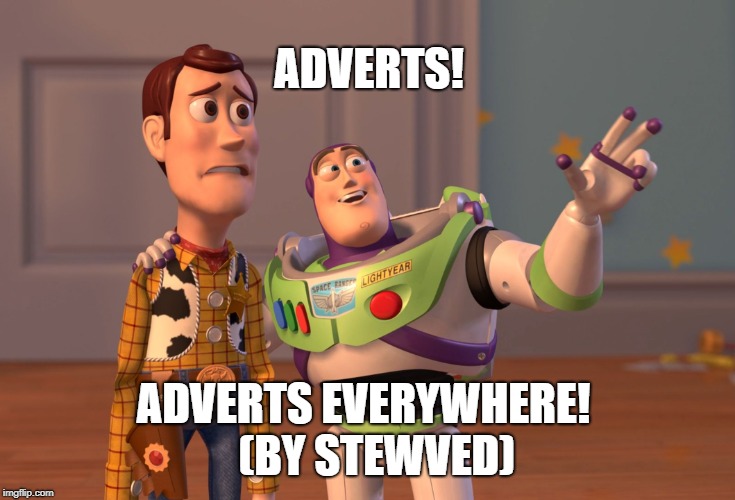 ADVERTS!
SPACE RANGER
LIGHTYEAR
ADVERTS EVERYWHERE!
(BY STEWVED)
imgflip.com